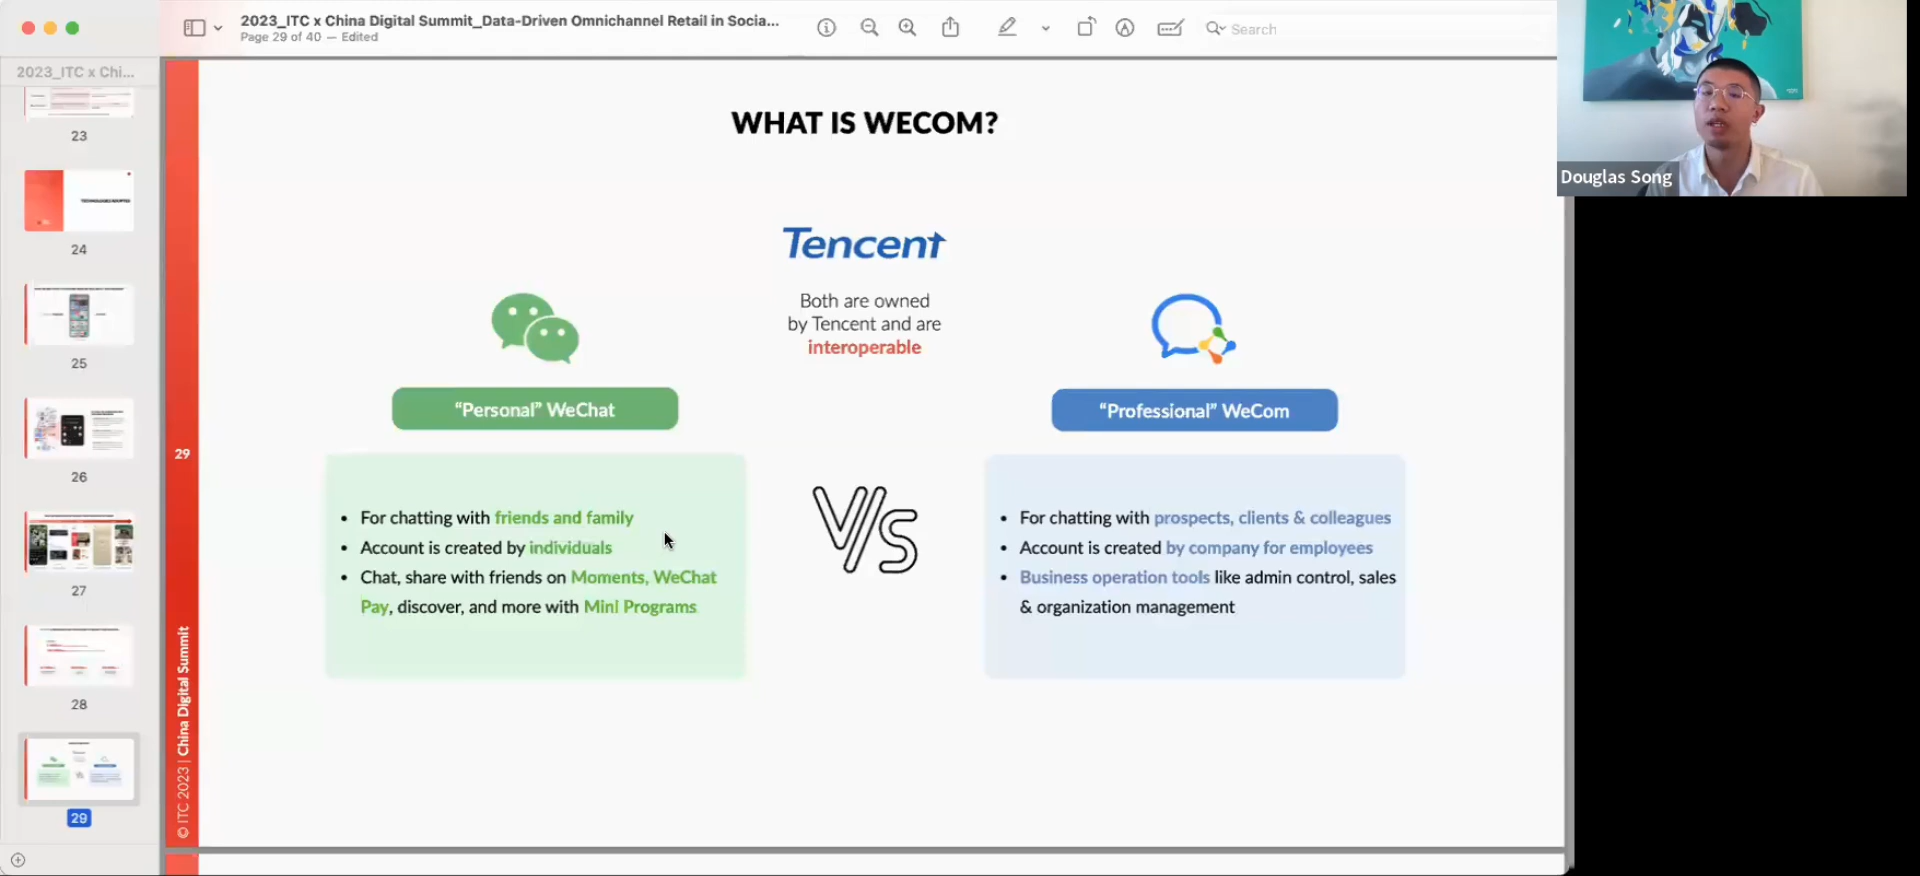 2023_ITC x China Digital Summit_Data-Driven Omnichannel Retail in Socia...
Page 29 of 40 — Edited
Search
2023_ITC x Chi...
23
24
25
26
27
28
29
29
© ITC 2023 | China Digital Summit
WHAT IS WECOM?
Tencent
Both are owned
by Tencent and are
interoperable
“Personal” WeChat
• For chatting with friends and family
• Account is created by individuals
• Chat, share with friends on Moments, WeChat
Pay, discover, and more with Mini Programs
V/S
“Professional” WeCom
• For chatting with prospects, clients & colleagues
• Account is created by company for employees
• Business operation tools like admin control, sales
& organization management
Douglas Song